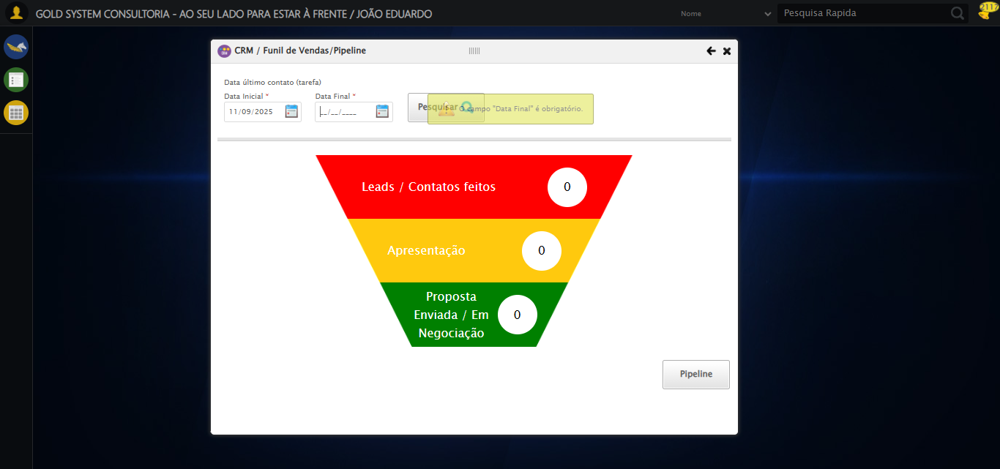 GOLD SYSTEM CONSULTORIA - AO SEU LADO PARA ESTAR À FRENTE / JOÃO EDUARDO
Nome
Pesquisa Rapida
2117
CRM
CRM / Funil de Vendas/Pipeline
Data último contato (tarefa)
Data Inicial *
Data Final *
11/09/2025
__/__/____
Pesquisar
O campo "Data Final" é obrigatório.
Leads / Contatos feitos
0
Apresentação
0
Proposta
Enviada / Em
Negociação
0
Pipeline